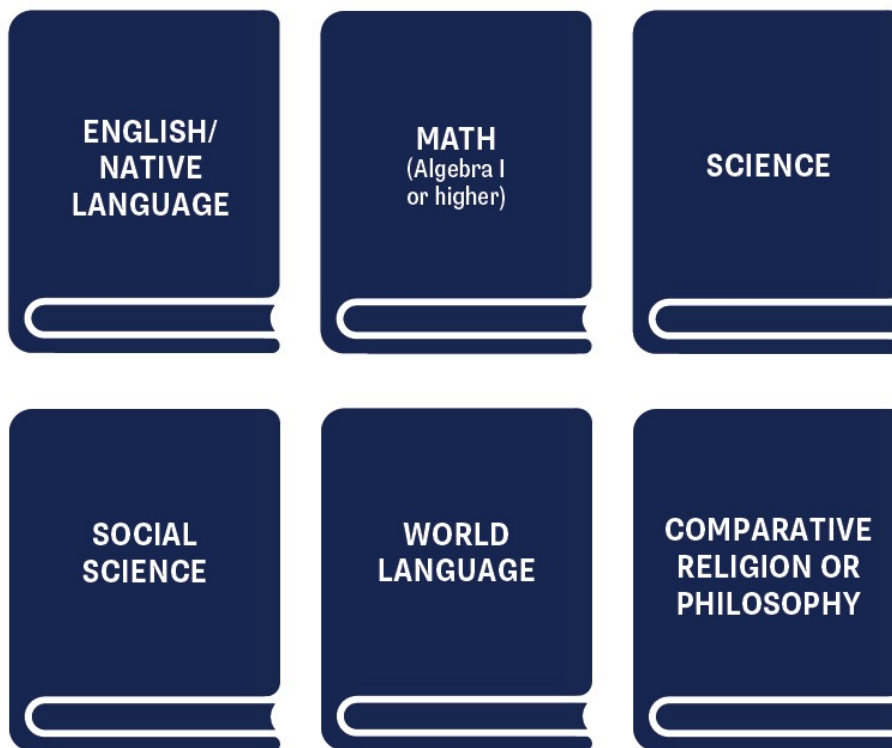 ENGLISH/
NATIVE
LANGUAGE
MATH
(Algebra I
or higher)
SCIENCE
SOCIAL
SCIENCE
WORLD
LANGUAGE
COMPARATIVE
RELIGION OR
PHILOSOPHY